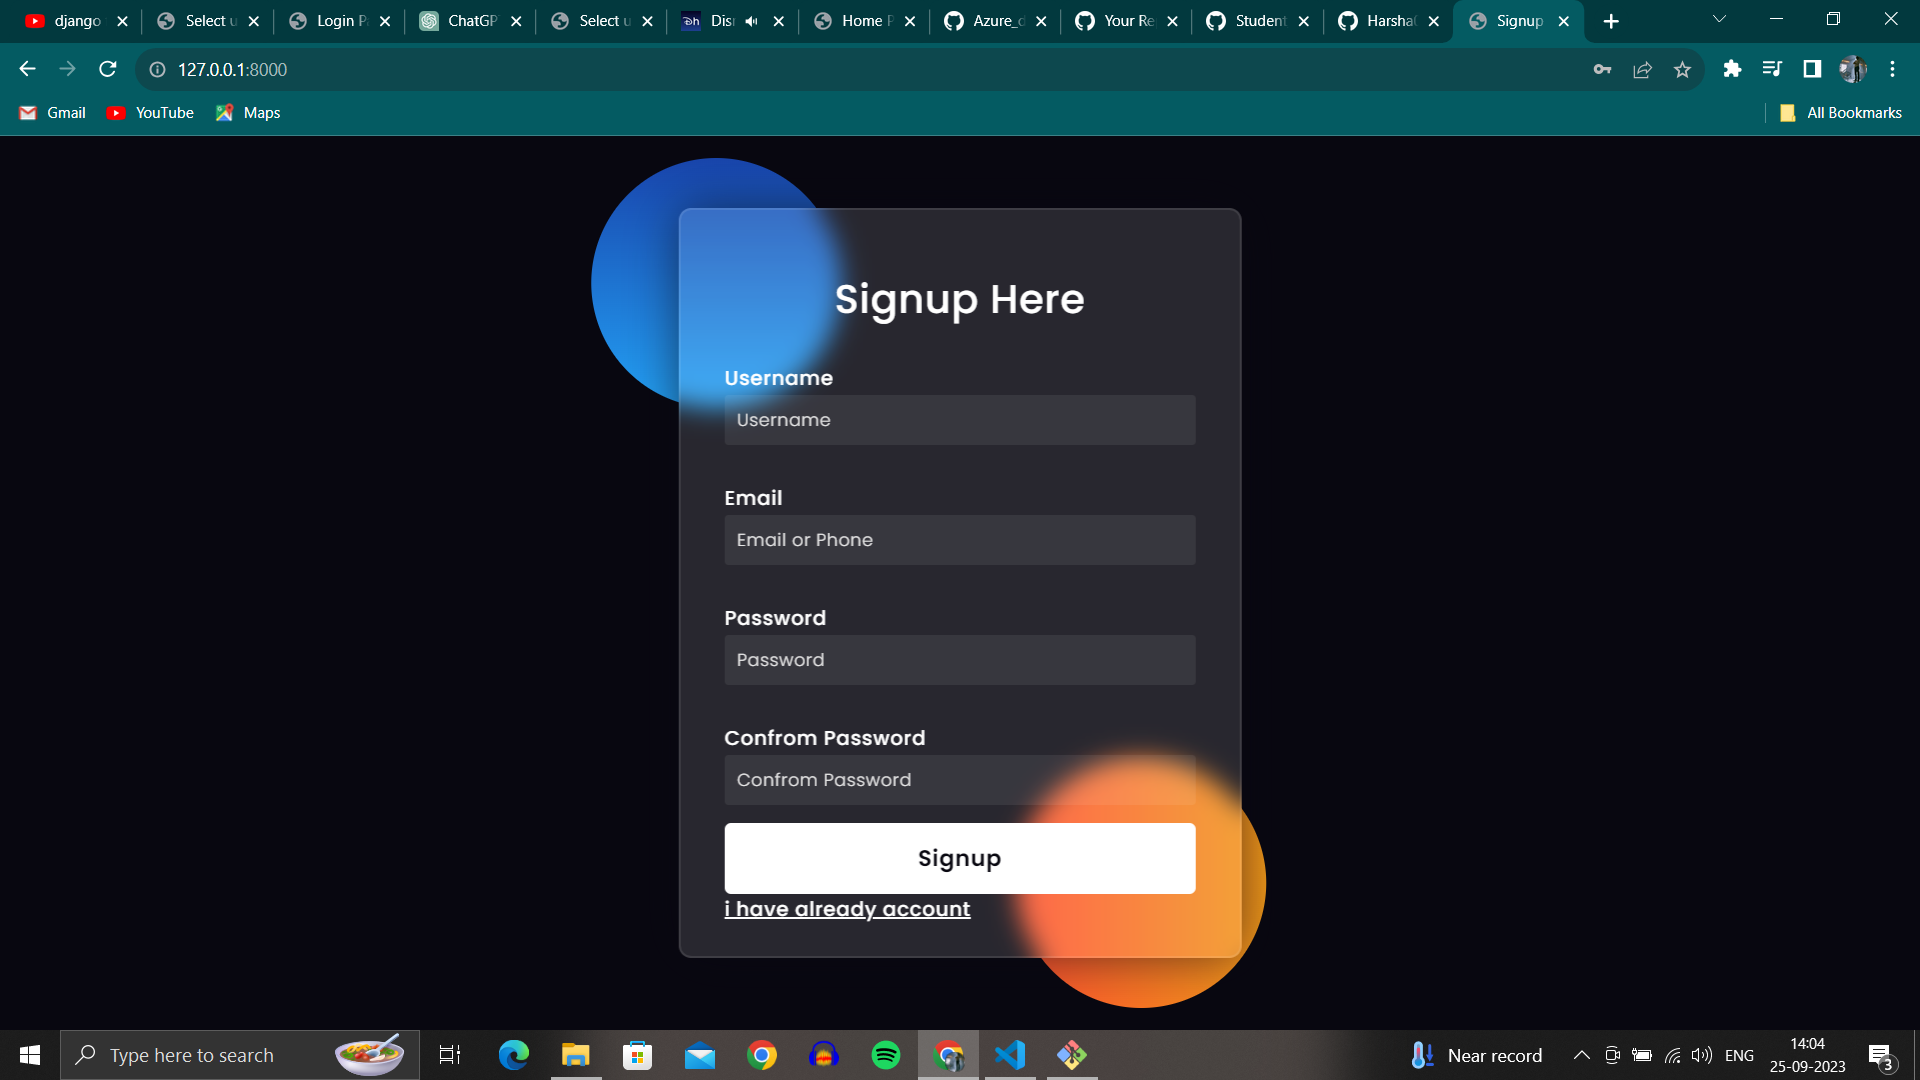 django
Select u
Login P
ChatGP
Select u
Disn
Home P
Azure_d
Your Re
Student
Harsha
Signup
127.0.0.1:8000
Gmail
YouTube
Maps
All Bookmarks
Signup Here
Username
Username
Email
Email or Phone
Password
Password
Confrom Password
Confrom Password
Signup
i have already account
Type here to search
Near record
ENG
14:04
25-09-2023
3